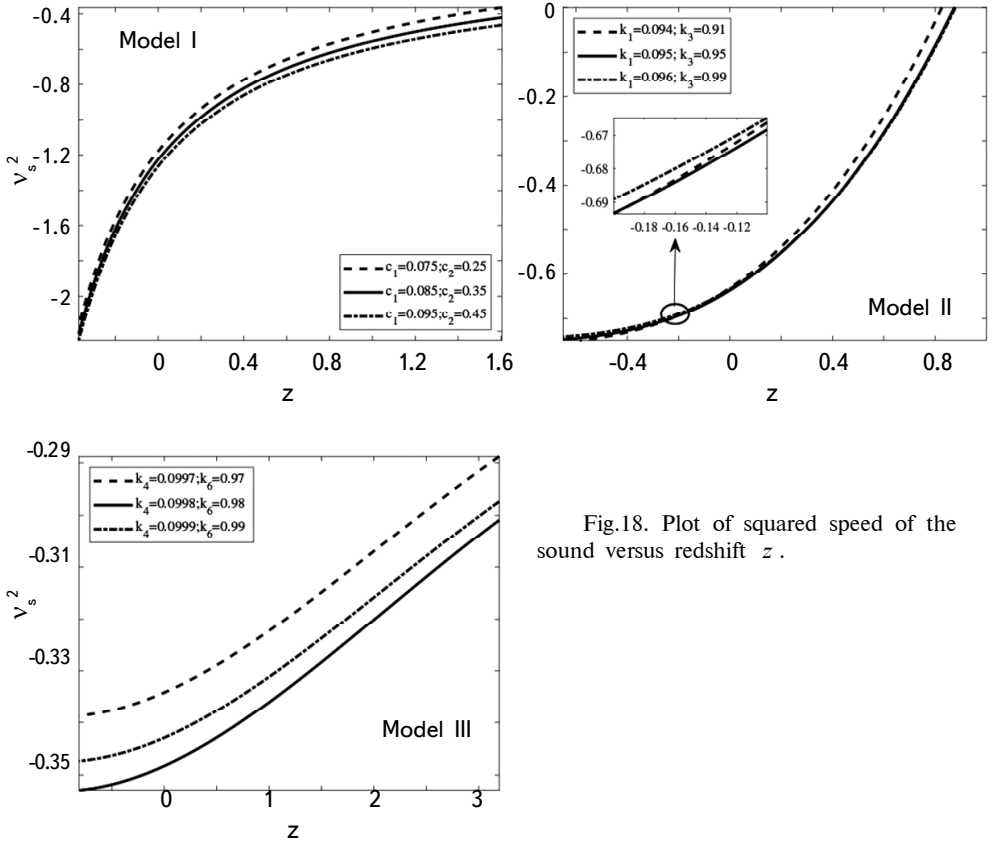 Model I
-0.4
-0.8
-1.2
-1.6
-2
ν_s^2
c_1=0.075;c_2=0.25
c_1=0.085;c_2=0.35
c_1=0.095;c_2=0.45
0 0.4 0.8 1.2 1.6
z
k_1=0.094; k_3=0.91
k_1=0.095; k_3=0.95
k_1=0.096; k_3=0.99
0
-0.2
-0.4
-0.6
-0.67
-0.68
-0.69
-0.18 -0.16 -0.14 -0.12
Model II
-0.4 0 0.4 0.8
z
-0.29
-0.31
-0.33
-0.35
ν_s^2
k_4=0.0997;k_6=0.97
k_4=0.0998;k_6=0.98
k_4=0.0999;k_6=0.99
Model III
0 1 2 3
z
Fig.18. Plot of squared speed of the
sound versus redshift z .